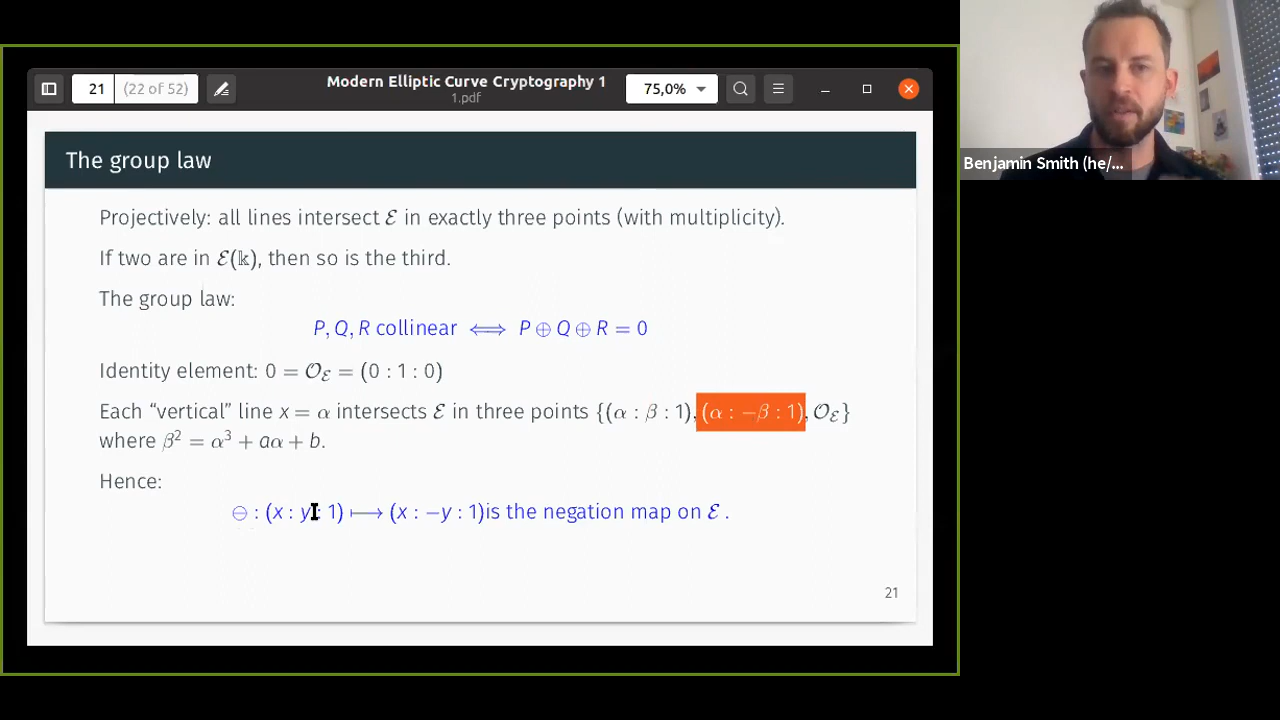 21
(22 of 52)
Modern Elliptic Curve Cryptography 1
1.pdf
75,0%
Benjamin Smith (he/...
The group law
Projectively: all lines intersect ℰ in exactly three points (with multiplicity).
If two are in ℰ(𝕜), then so is the third.
The group law:
P, Q, R collinear ⟺ P ⊕ Q ⊕ R = 0
Identity element: 0 = 𝒪_ℰ = (0 : 1 : 0)
Each “vertical” line x = α intersects ℰ in three points {(α : β : 1), (α : −β : 1), 𝒪_ℰ}
where β² = α³ + aα + b.
Hence:
⊖ : (x : y : 1) ⟼ (x : −y : 1)is the negation map on ℰ .
21